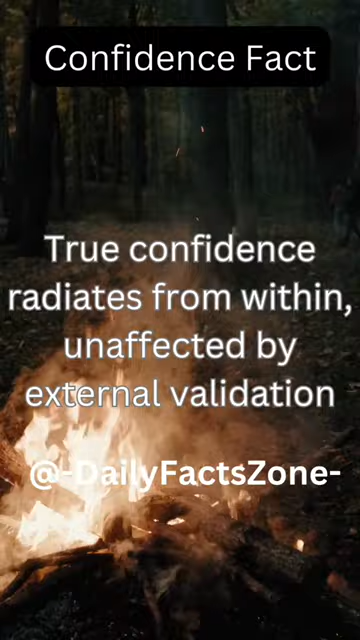 Confidence Fact
True confidence
radiates from within,
unaffected by
external validation
@-DailyFactsZone-